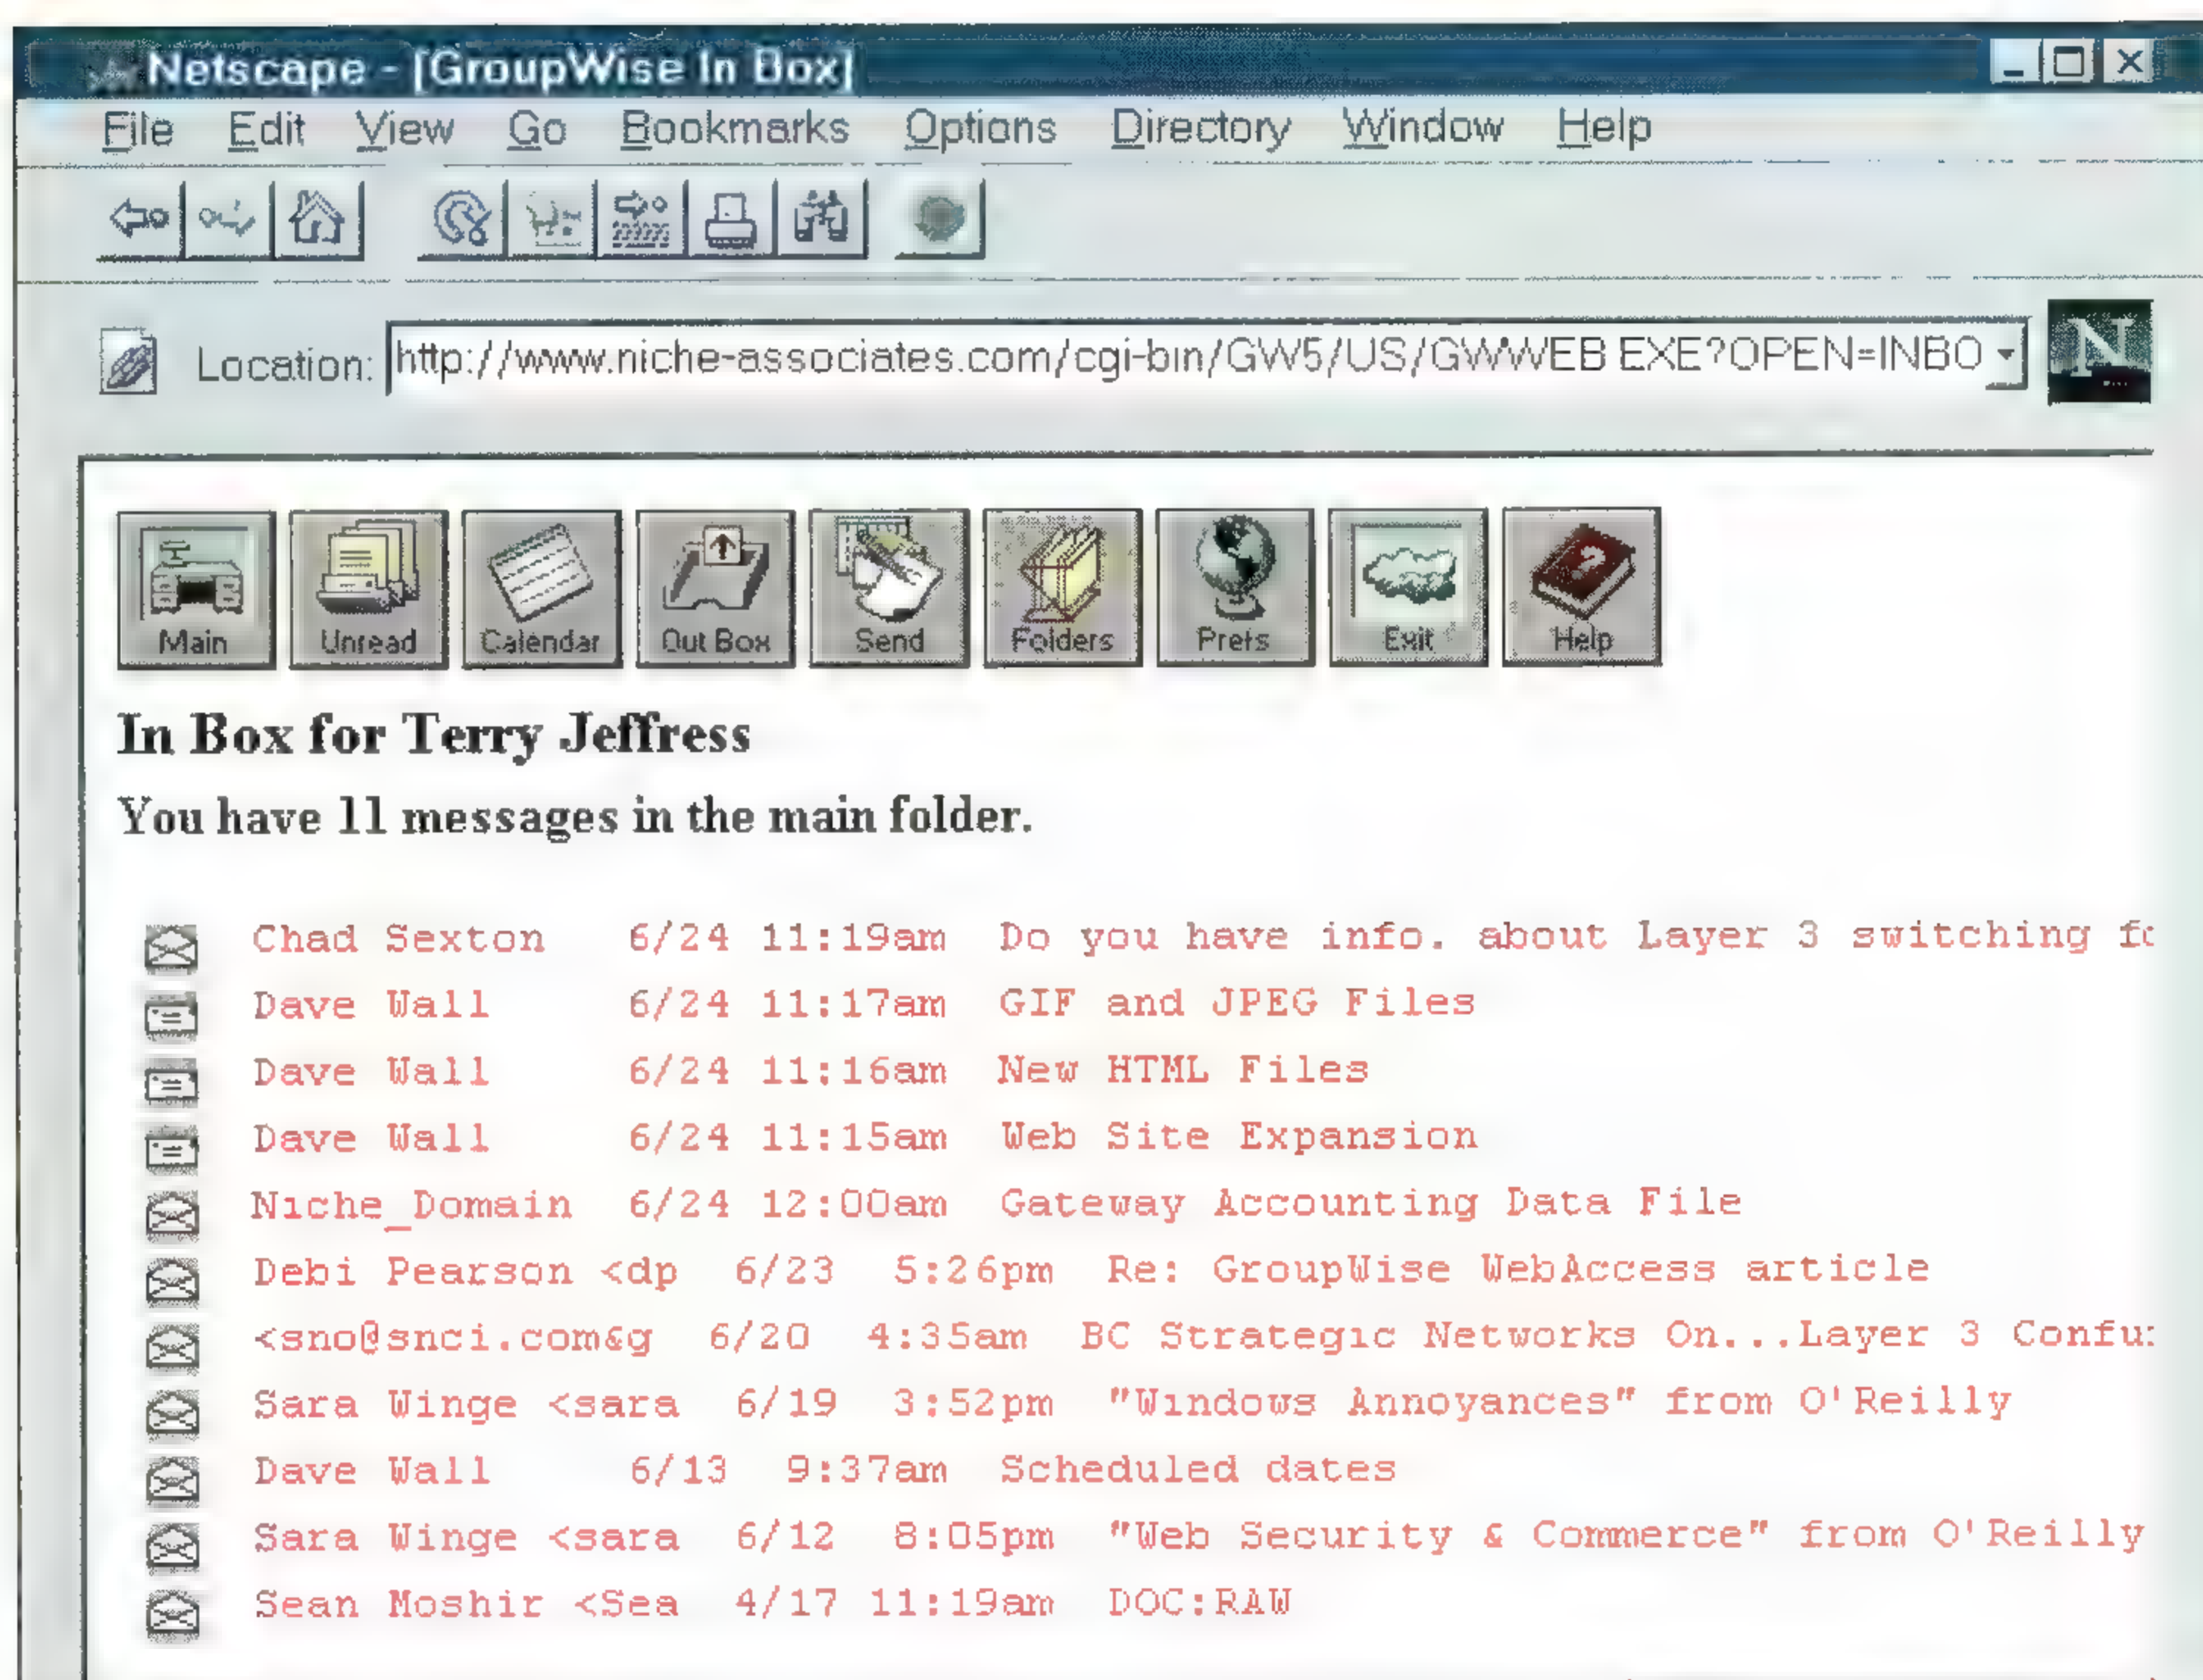 Netscape - [GroupWise In Box]
File Edit View Go Bookmarks Options Directory Window Help
Location: http://www.niche-associates.com/cgi-bin/GW5/US/GWWEB EXE?OPEN=INBO
N
Main Unread Calendar Out Box Send Folders Prefs Exit Help
In Box for Terry Jeffress
You have 11 messages in the main folder.
Chad Sexton 6/24 11:19am Do you have info. about Layer 3 switching fo
Dave Wall 6/24 11:17am GIF and JPEG Files
Dave Wall 6/24 11:16am New HTML Files
Dave Wall 6/24 11:15am Web Site Expansion
Niche_Domain 6/24 12:00am Gateway Accounting Data File
Debi Pearson <dp 6/23 5:26pm Re: GroupWise WebAccess article
<sno@snci.com&g 6/20 4:35am BC Strategic Networks On...Layer 3 Confu
Sara Winge <sara 6/19 3:52pm "Windows Annoyances" from O'Reilly
Dave Wall 6/13 9:37am Scheduled dates
Sara Winge <sara 6/12 8:05pm "Web Security & Commerce" from O'Reilly
Sean Moshir <Sea 4/17 11:19am DOC:RAW